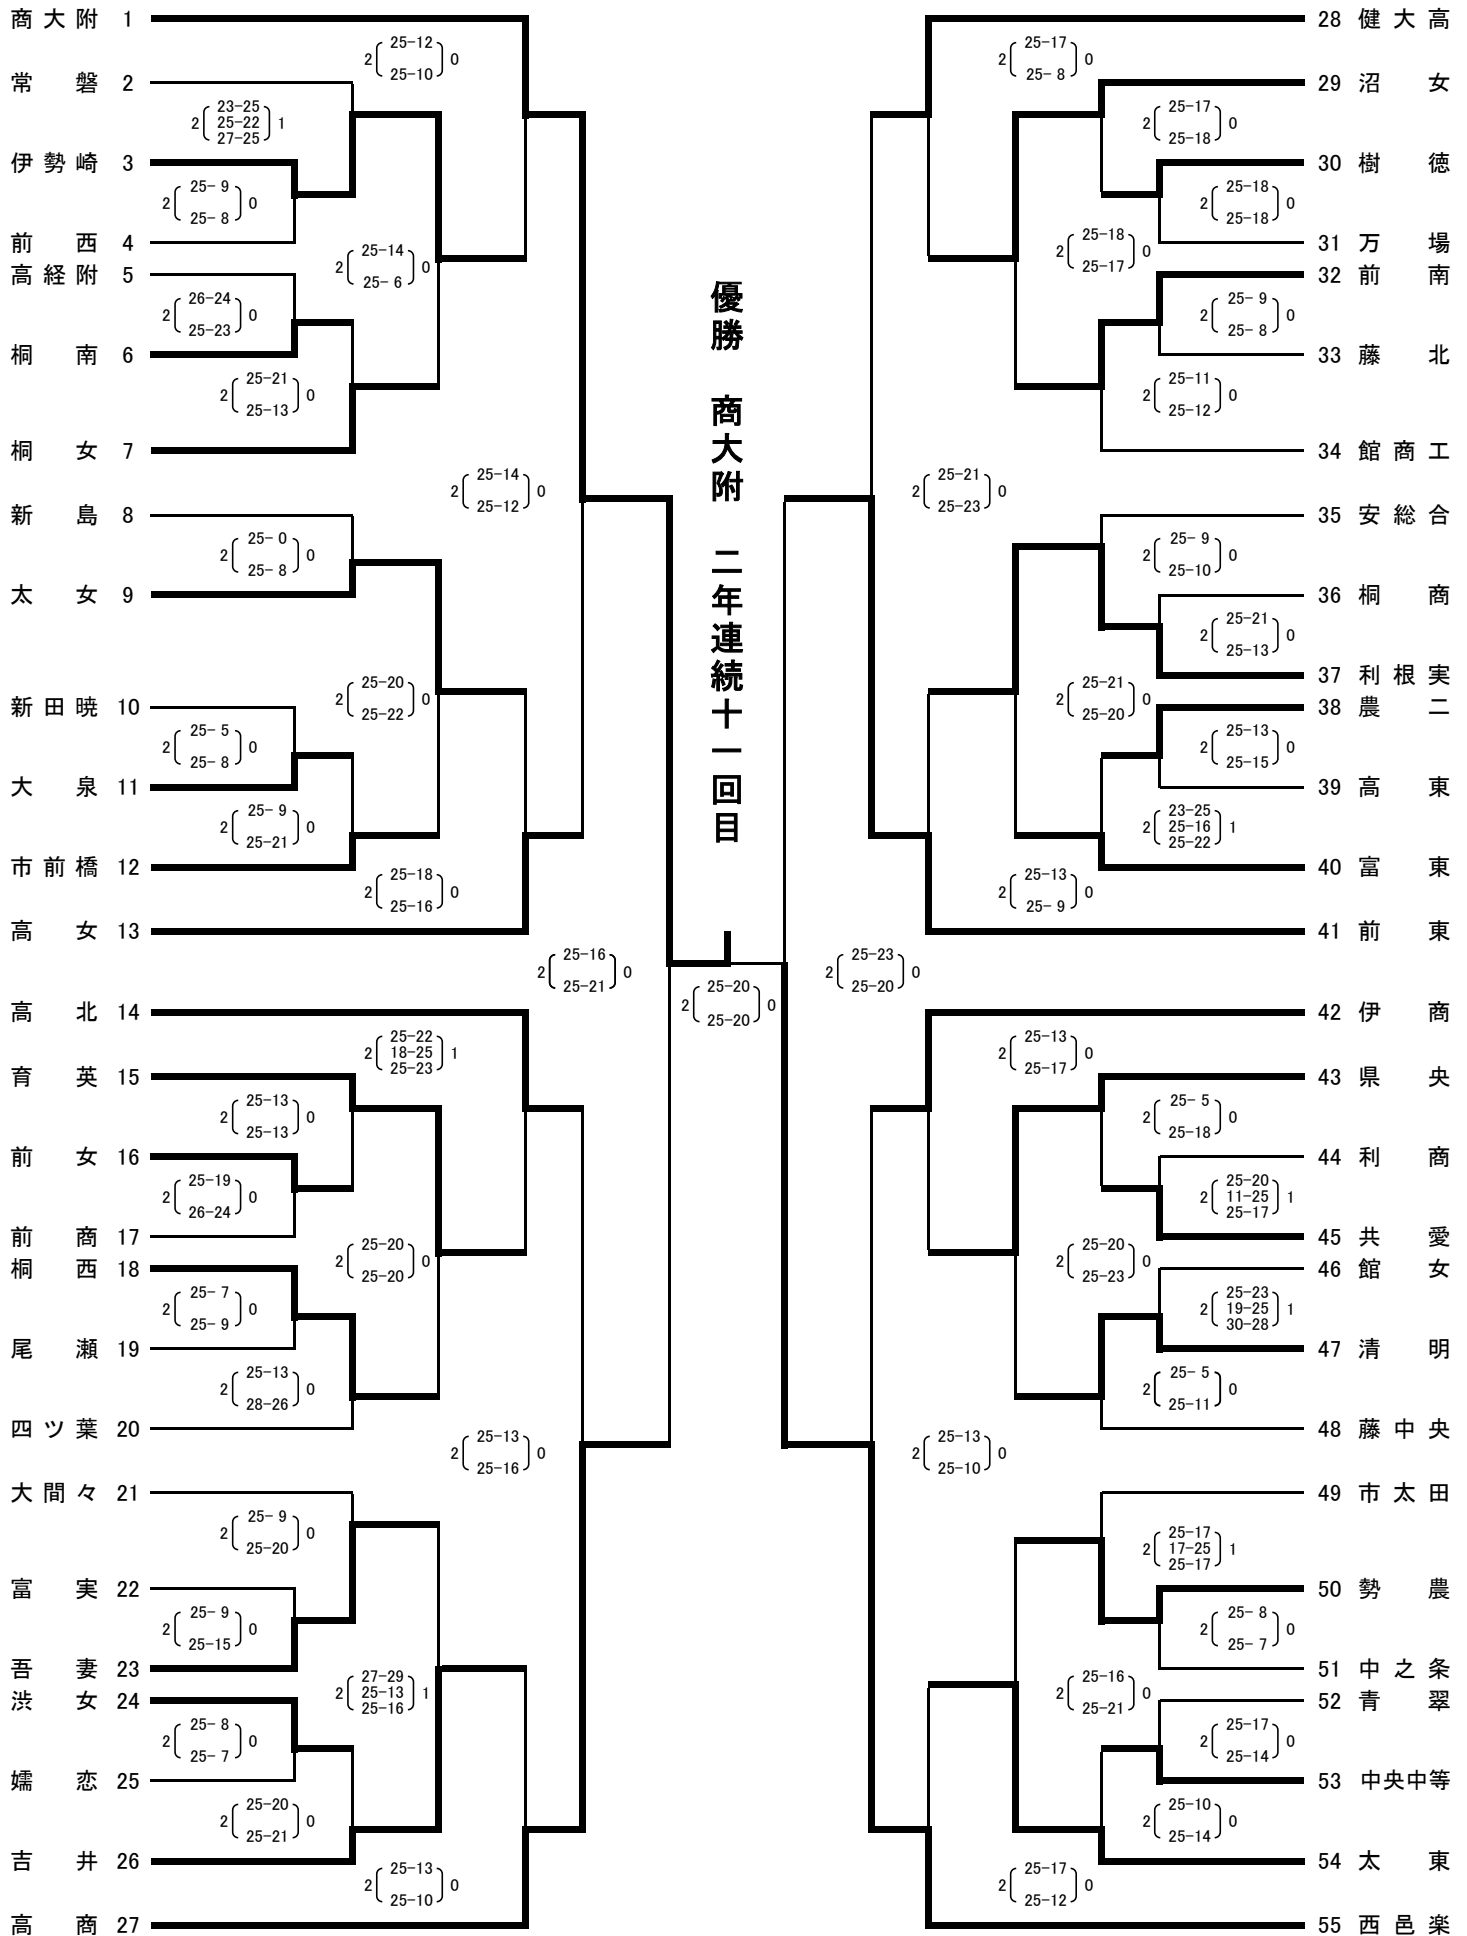 商大附 1
25-12
2 0
25-10
常磐 2
23-25
2 25-22 1
27-25
伊勢崎 3
25- 9
2 0
25- 8
前西 4
25-14
2 0
25- 6
高経附 5
26-24
2 0
25-23
桐南 6
25-21
2 0
25-13
桐女 7
25-14
2 0
25-12
新島 8
25- 0
2 0
25- 8
太女 9
25-20
2 0
25-22
新田暁 10
25- 5
2 0
25- 8
大泉 11
25- 9
2 0
25-21
市前橋 12
25-18
2 0
25-16
高女 13
25-16
2 0
25-21
高北 14
25-22
2 18-25 1
25-23
育英 15
25-13
2 0
25-13
前女 16
25-19
2 0
26-24
前商 17
25-20
2 0
25-20
桐西 18
25- 7
2 0
25- 9
尾瀬 19
25-13
2 0
28-26
四ツ葉 20
25-13
2 0
25-16
大間々 21
25- 9
2 0
25-20
富実 22
25- 9
2 0
25-15
吾妻 23
27-29
2 25-13 1
25-16
渋女 24
25- 8
2 0
25- 7
嬬恋 25
25-20
2 0
25-21
吉井 26
25-13
2 0
25-10
高商 27
優勝 商大附 二年連続十一回目
25-20
2 0
25-20
28 健大高
25-17
2 0
25- 8
29 沼女
25-17
2 0
25-18
30 樹徳
25-18
2 0
25-18
31 万場
25-18
2 0
25-17
32 前南
25- 9
2 0
25- 8
33 藤北
25-11
2 0
25-12
34 館商工
25-21
2 0
25-23
35 安総合
25- 9
2 0
25-10
36 桐商
25-21
2 0
25-13
37 利根実
25-21
2 0
25-20
38 農二
25-13
2 0
25-15
39 高東
23-25
2 25-16 1
25-22
40 富東
25-13
2 0
25- 9
41 前東
25-23
2 0
25-20
42 伊商
25-13
2 0
25-17
43 県央
25- 5
2 0
25-18
44 利商
25-20
2 11-25 1
25-17
45 共愛
25-20
2 0
25-23
46 館女
25-23
2 19-25 1
30-28
47 清明
25- 5
2 0
25-11
48 藤中央
25-13
2 0
25-10
49 市太田
25-17
2 17-25 1
25-17
50 勢農
25- 8
2 0
25- 7
51 中之条
25-16
2 0
25-21
52 青翠
25-17
2 0
25-14
53 中央中等
25-10
2 0
25-14
54 太東
25-17
2 0
25-12
55 西邑楽